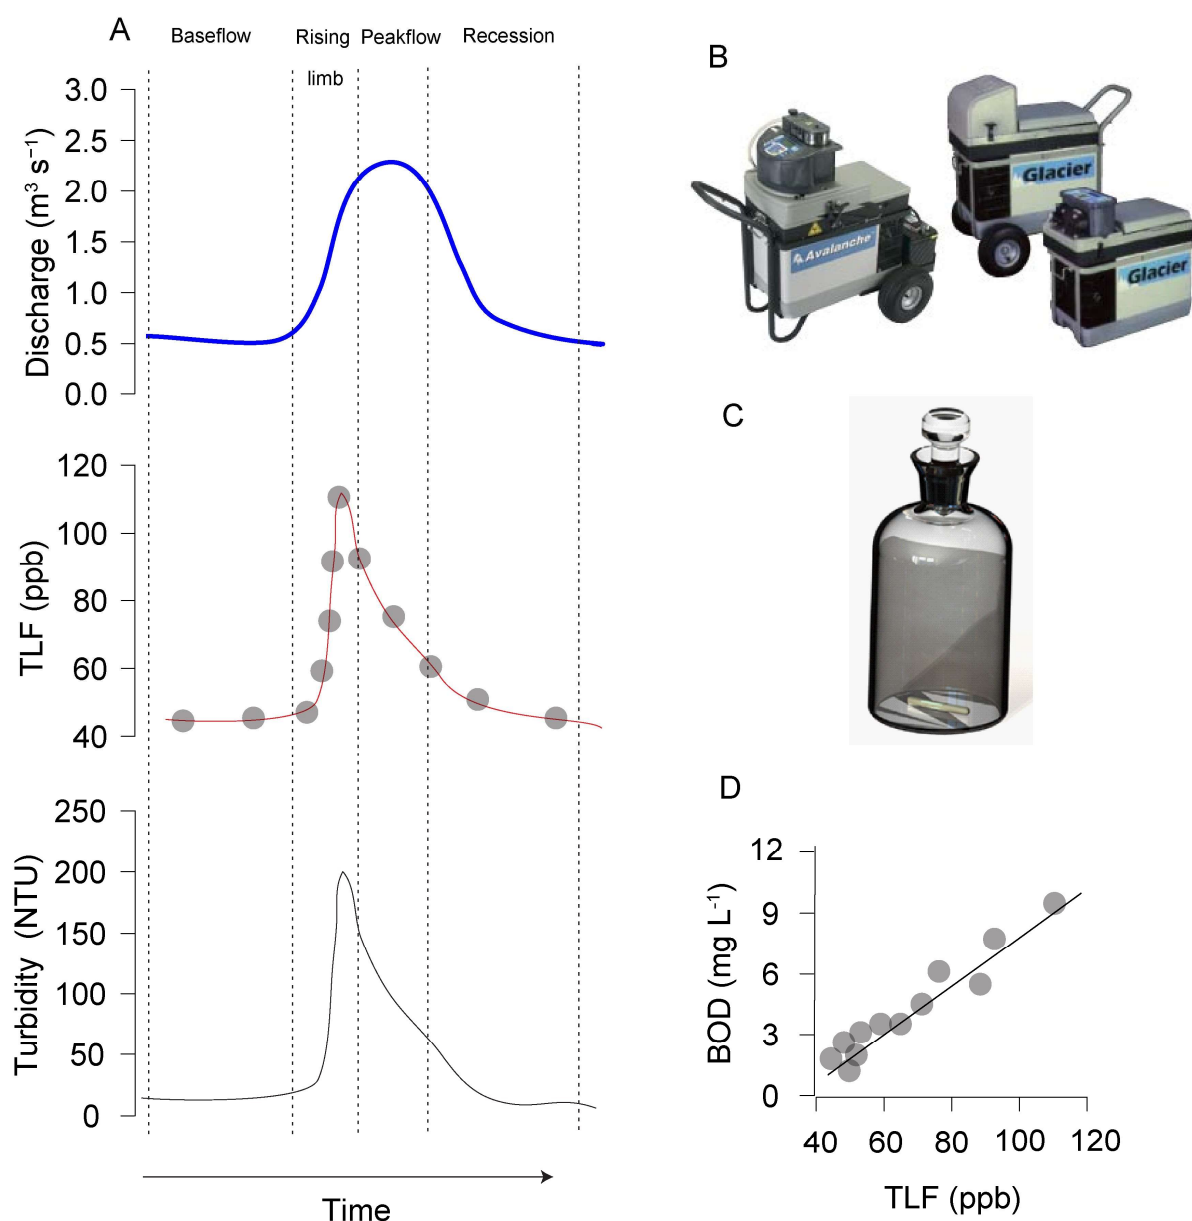 A
Baseflow
Rising
limb
Peakflow
Recession
Discharge (m³ s⁻¹)
3.0
2.5
2.0
1.5
1.0
0.5
0.0
TLF (ppb)
120
100
80
60
40
Turbidity (NTU)
250
200
150
100
50
0
Time
B
Avalanche
Glacier
Glacier
C
D
BOD (mg L⁻¹)
12
9
6
3
0
40 60 80 100 120
TLF (ppb)